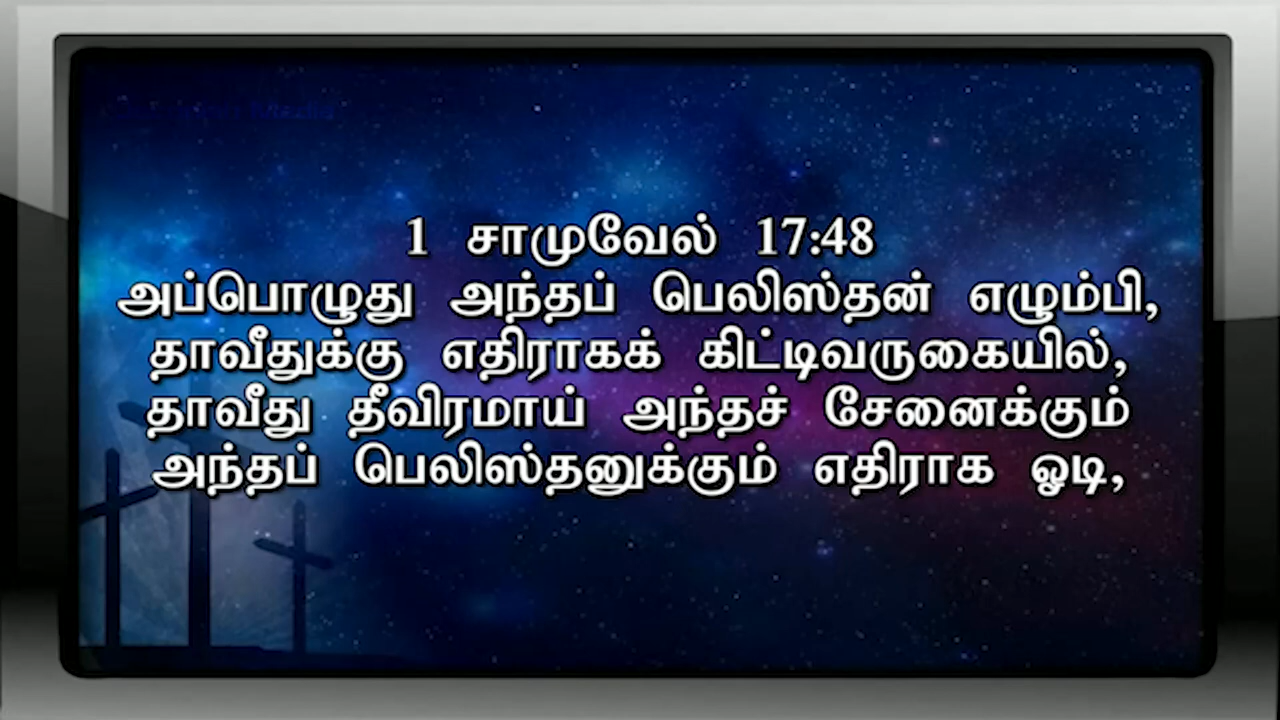 1 சாமுவேல் 17:48
அப்பொழுது அந்தப் பெலிஸ்தன் எழும்பி,
தாவீதுக்கு எதிராகக் கிட்டிவருகையில்,
தாவீது தீவிரமாய் அந்தச் சேனைக்கும்
அந்தப் பெலிஸ்தனுக்கும் எதிராக ஓடி,